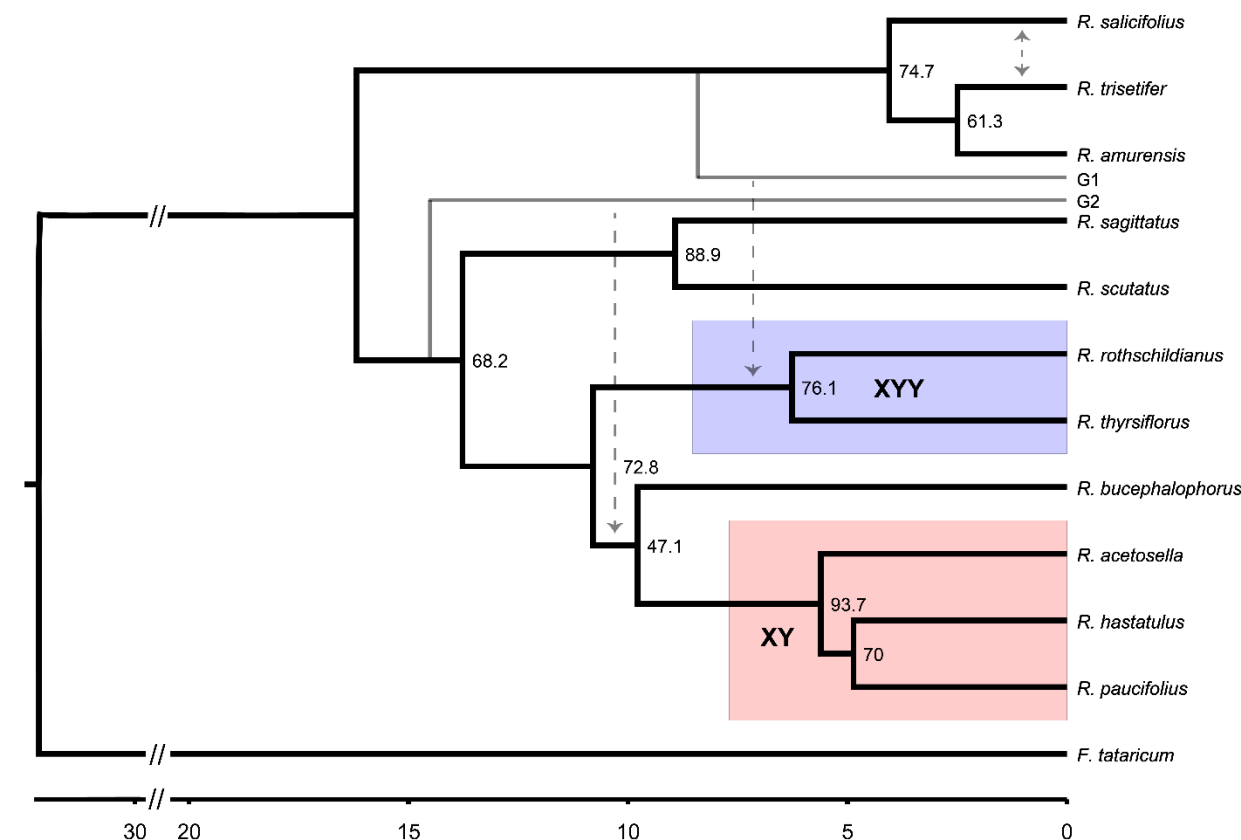 R. salicifolius
74.7
R. trisetifer
61.3
R. amurensis
G1
G2
R. sagittatus
88.9
R. scutatus
68.2
R. rothschildianus
76.1 XYY
R. thyrsiflorus
72.8
R. bucephalophorus
47.1
R. acetosella
93.7
R. hastatulus
XY
70
R. paucifolius
//
F. tataricum
//
//
30 20 15 10 5 0